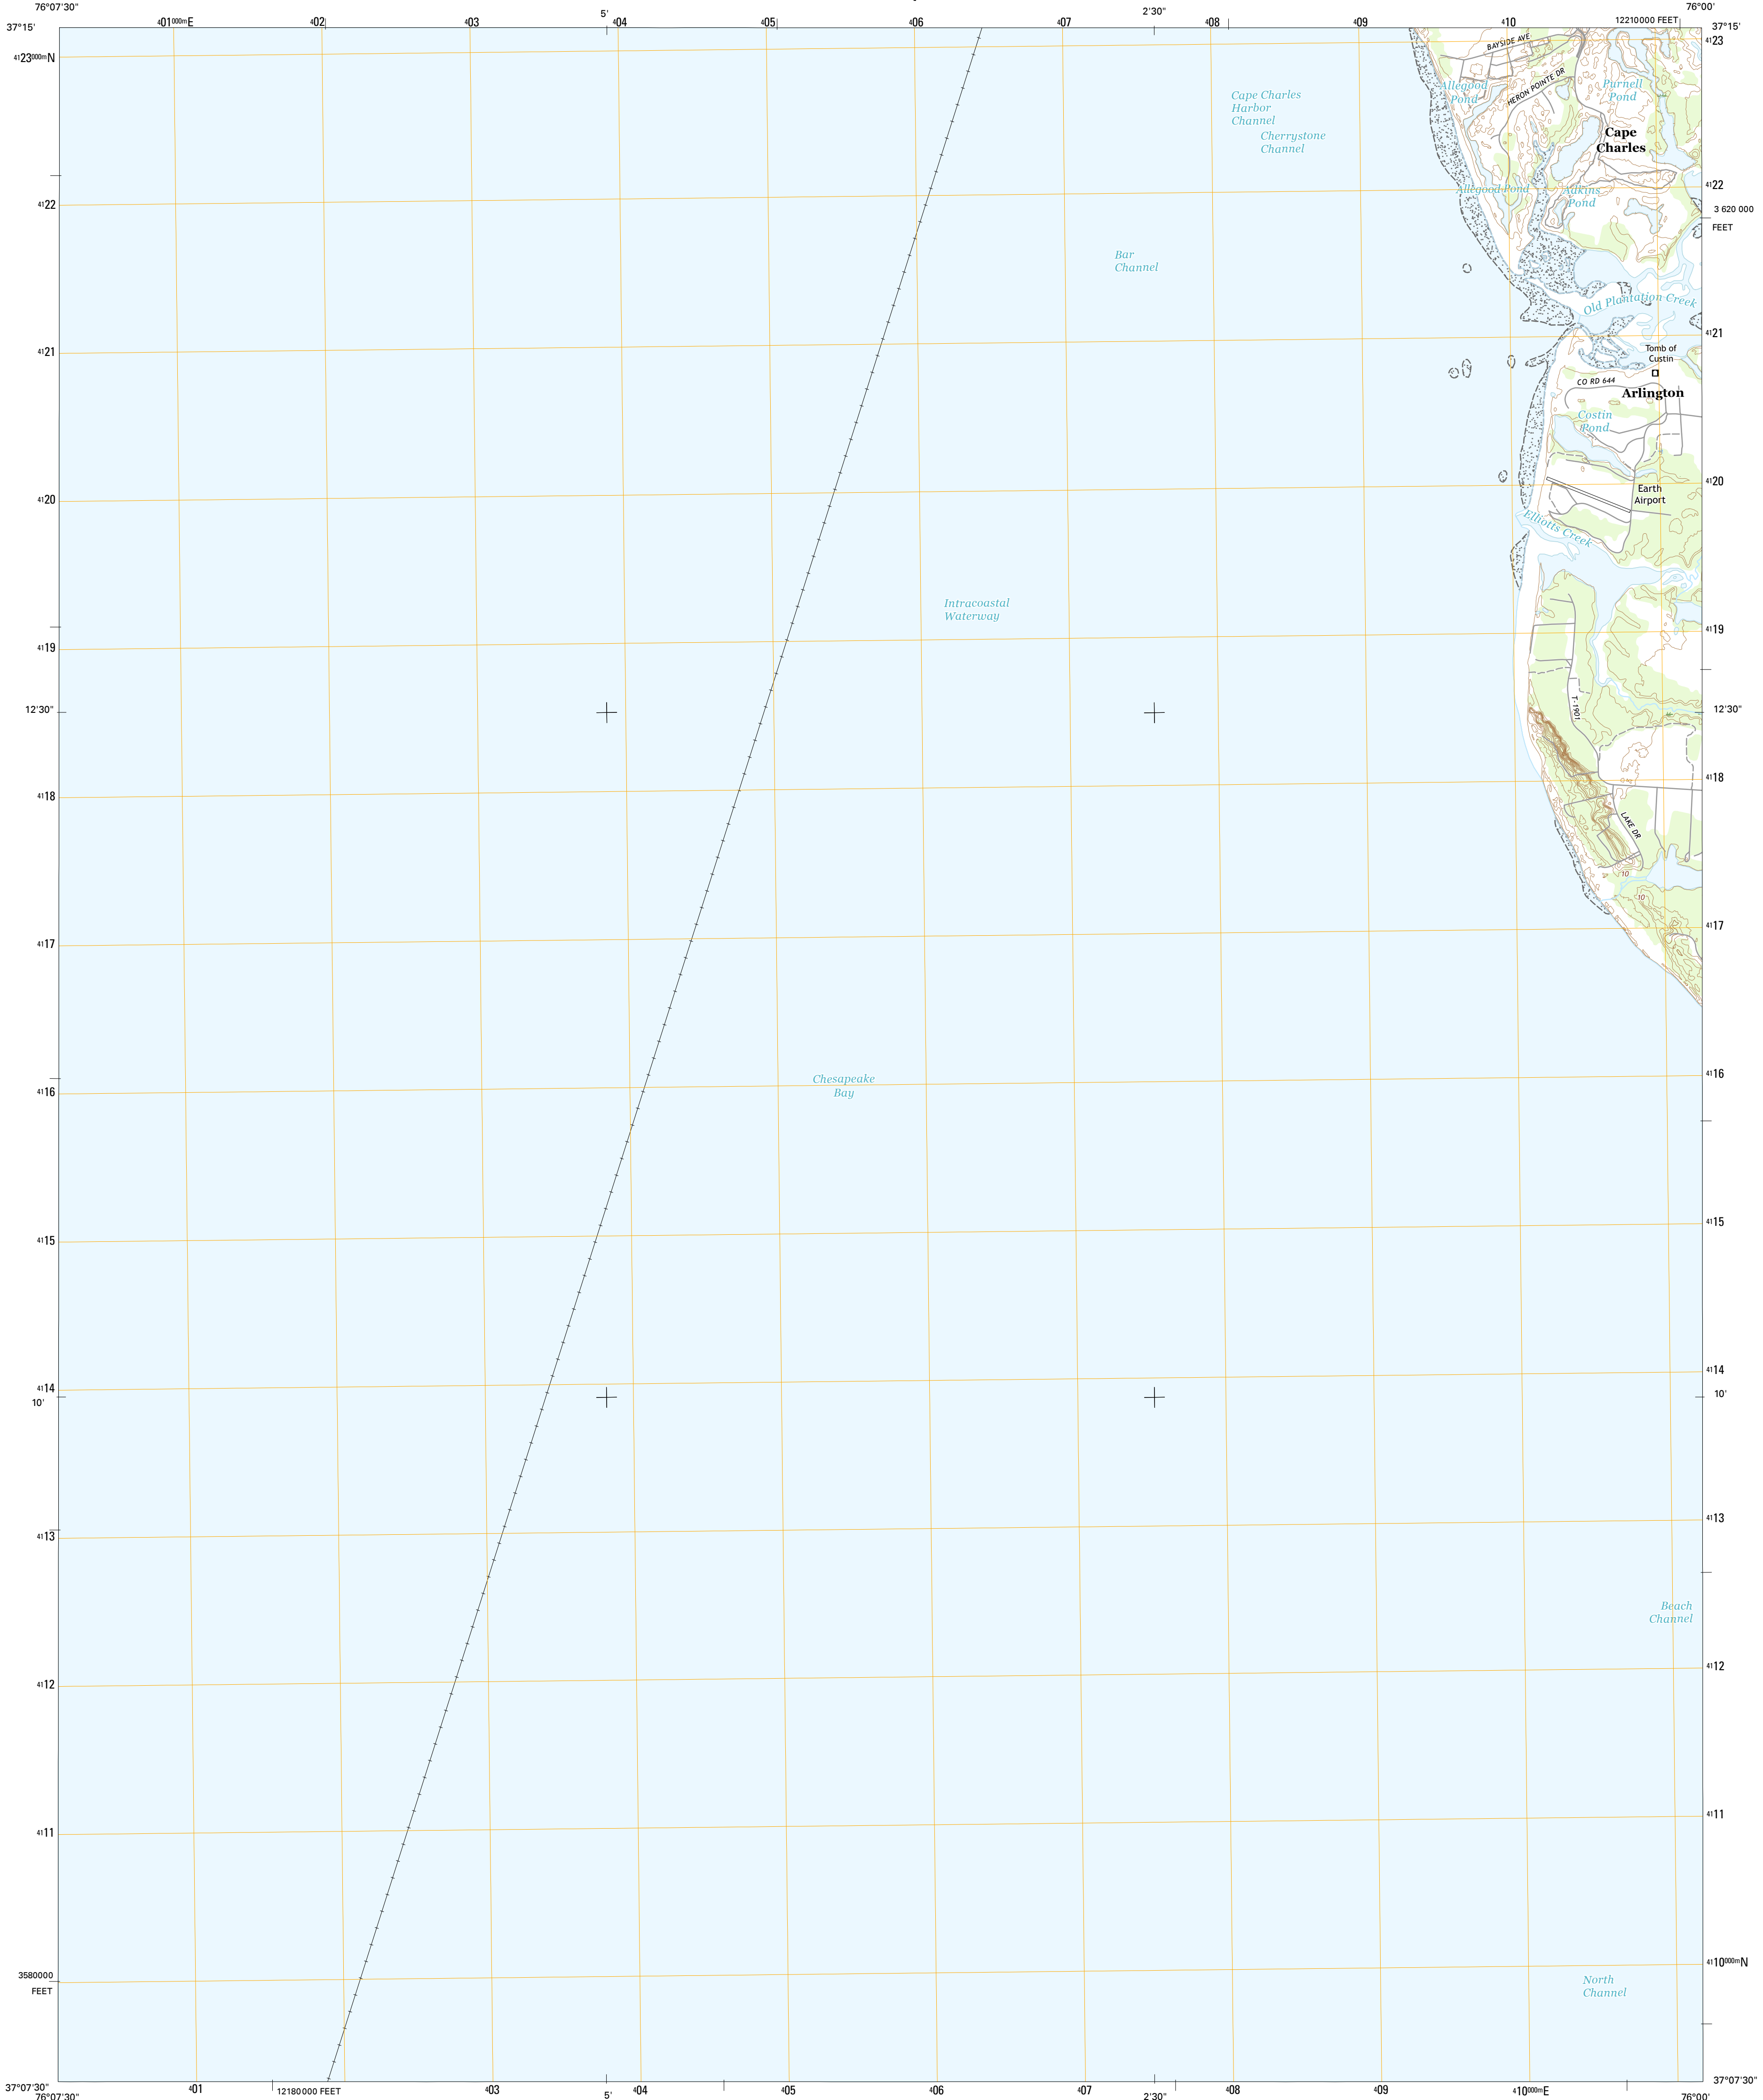 76°07'30"
401000mE
402
5'
404
403
405
406
407
2'30"
408
409
410
12210000 FEET
76°00'
37°15'
37°15'
4123000mN
4123
BAYSIDE AVE
HERON POINTE DR
Allegood
Pond
Purnell
Pond
Cape Charles
Harbor
Channel
Cherrystone
Channel
Cape
Charles
4122
4122
Allegood Pond
Adkins
Pond
3 620 000
FEET
Bar
Channel
Old Plantation Creek
4121
4121
Tomb of
Custin
CO RD 644
Arlington
Costin
Pond
4120
4120
Earth
Airport
Elliotts Creek
Intracoastal
Waterway
4119
4119
T-1901
12'30"
12'30"
4118
4118
LAKE DR
10
10
4117
4117
Chesapeake
Bay
4116
4116
4115
4115
4114
4114
10'
10'
4113
4113
Beach
Channel
4112
4112
4111
4111
4110000mN
3580000
FEET
North
Channel
37°07'30"
37°07'30"
76°07'30"
401
12180000 FEET
403
5'
404
405
406
407
2'30"
408
409
410000mE
76°00'